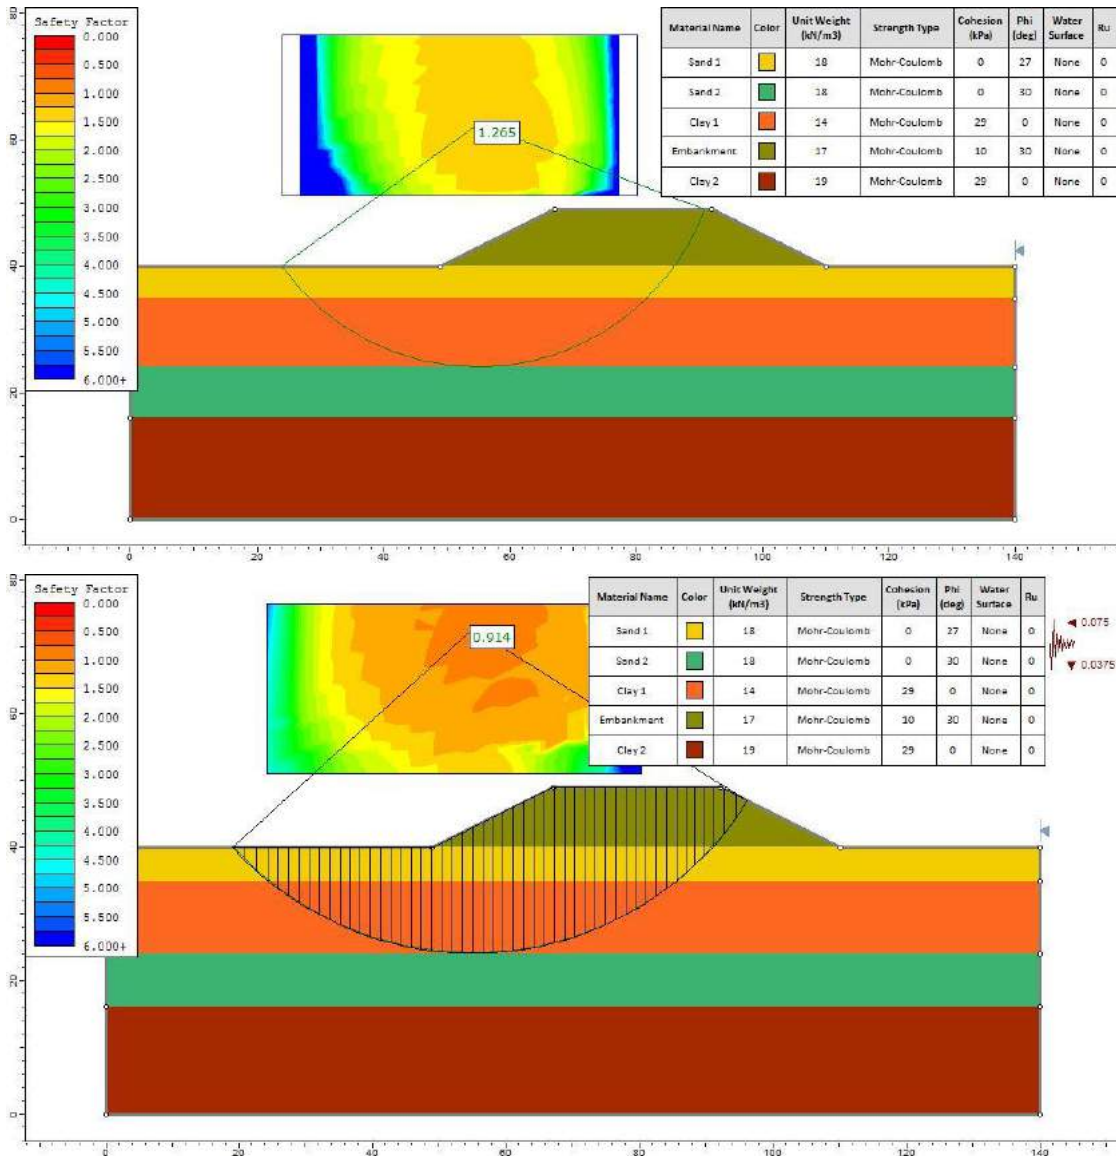 Safety Factor
0.000
0.500
1.000
1.500
2.000
2.500
3.000
3.500
4.000
4.500
5.000
5.500
6.000+
1.265
Material Name Color Unit Weight (kN/m3) Strength Type Cohesion (kPa) Phi (deg) Water Surface Ru
Sand 1 18 Mohr-Coulomb 0 27 None 0
Sand 2 18 Mohr-Coulomb 0 30 None 0
Clay 1 14 Mohr-Coulomb 29 0 None 0
Embankment 17 Mohr-Coulomb 10 30 None 0
Clay 2 19 Mohr-Coulomb 29 0 None 0
80
60
40
20
0
0 20 40 60 80 100 120 140
Safety Factor
0.000
0.500
1.000
1.500
2.000
2.500
3.000
3.500
4.000
4.500
5.000
5.500
6.000+
0.914
Material Name Color Unit Weight (kN/m3) Strength Type Cohesion (kPa) Phi (deg) Water Surface Ru
Sand 1 18 Mohr-Coulomb 0 27 None 0
Sand 2 18 Mohr-Coulomb 0 30 None 0
Clay 1 14 Mohr-Coulomb 29 0 None 0
Embankment 17 Mohr-Coulomb 10 30 None 0
Clay 2 19 Mohr-Coulomb 29 0 None 0
0.075
0.0375
80
60
40
20
0
0 20 40 60 80 100 120 140